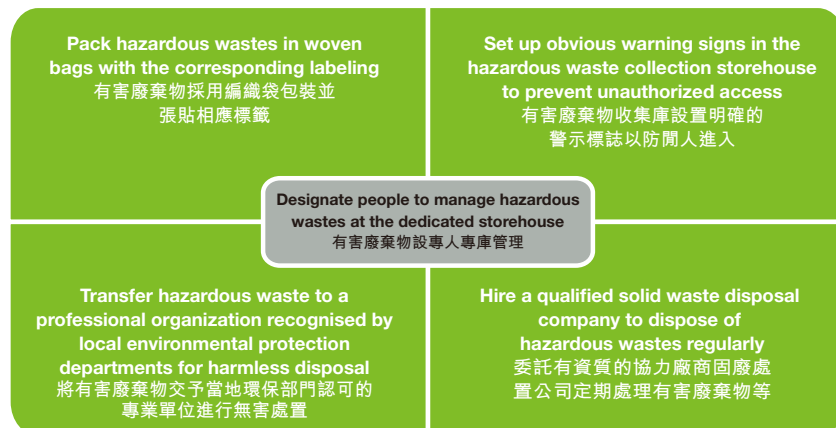 Pack hazardous wastes in woven
bags with the corresponding labeling
有害廢棄物採用編織袋包裝並
張貼相應標籤
Set up obvious warning signs in the
hazardous waste collection storehouse
to prevent unauthorized access
有害廢棄物收集庫設置明確的
警示標誌以防閒人進入
Designate people to manage hazardous
wastes at the dedicated storehouse
有害廢棄物設專人專庫管理
Transfer hazardous waste to a
professional organization recognised by
local environmental protection
departments for harmless disposal
將有害廢棄物交予當地環保部門認可的
專業單位進行無害處置
Hire a qualified solid waste disposal
company to dispose of
hazardous wastes regularly
委託有資質的協力廠商固廢處
置公司定期處理有害廢棄物等